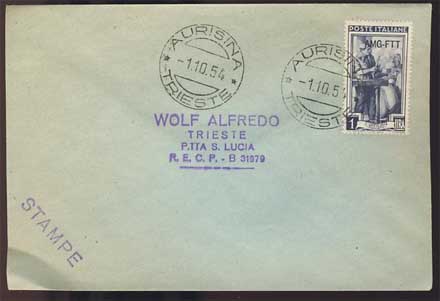 POSTE ITALIANE
AMG-FTT
1
AURISINA
-1.10.54
TRIESTE
AURISINA
-1.10.5
TRIESTE
WOLF ALFREDO
TRIESTE
P.TTA S. LUCIA
R. E. C. P. - B 31979
STAMPE